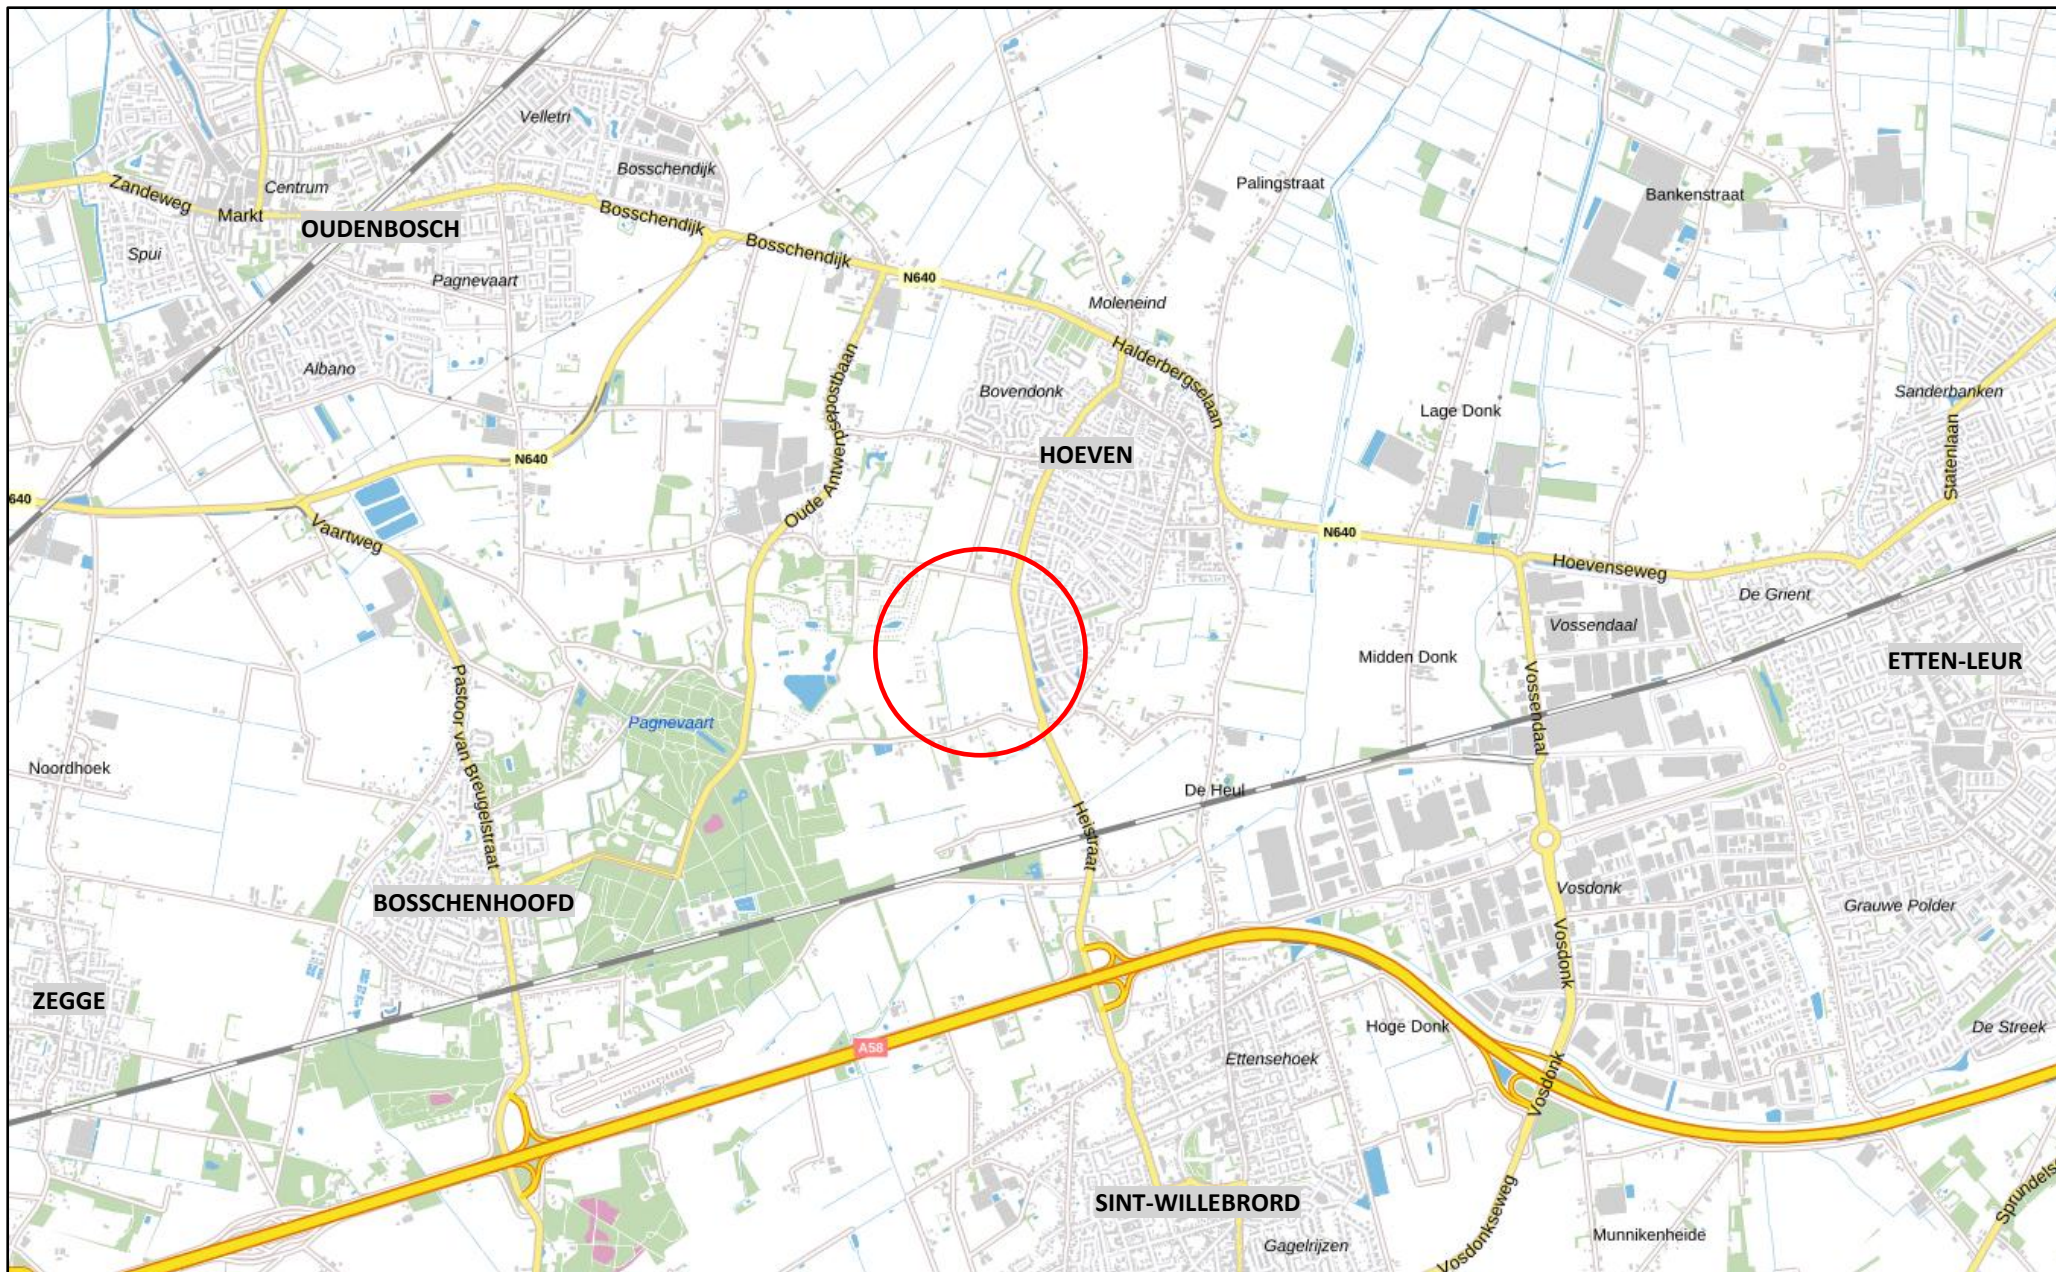 Velletri
Bosschendijk
Zandeweg
Centrum
Markt
OUDENBOSCH
Bosschendijk
Bosschendijk
N640
Palingstraat
Bankenstraat
Spui
Pagnevaart
Moleneind
Halderbergselaan
Albano
Bovendonk
Sanderbanken
Lage Donk
Statenlaan
HOEVEN
N640
640
Oude Antwerpsepostbaan
Vaartweg
N640
Hoevenseweg
De Grient
Vossendaal
ETTEN-LEUR
Midden Donk
Vossendaal
Pastoor van Breugelstraat
Pagnevaart
Noordhoek
De Heul
Heistraat
BOSSCHENHOOFD
Vosdonk
Grauwe Polder
Vosdonk
ZEGGE
A58
Hoge Donk
De Streek
Ettensehoek
Vosdonk
SINT-WILLEBRORD
Gagelrijzen
Vosdonkseweg
Munnikenheide
Sprundels